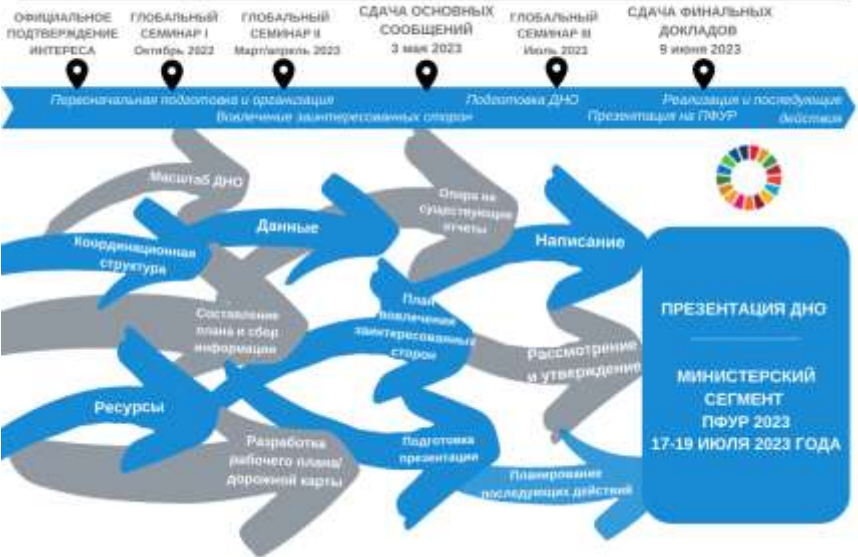 ОФИЦИАЛЬНОЕ
ПОДТВЕРЖДЕНИЕ
ИНТЕРЕСА
ГЛОБАЛЬНЫЙ
СЕМИНАР I
Октябрь 2022
ГЛОБАЛЬНЫЙ
СЕМИНАР II
Март/апрель 2023
СДАЧА ОСНОВНЫХ
СООБЩЕНИЙ
3 мая 2023
ГЛОБАЛЬНЫЙ
СЕМИНАР III
Июль 2023
СДАЧА ФИНАЛЬНЫХ
ДОКЛАДОВ
9 июня 2023
Первоначальная подготовка и организация
Вовлечение заинтересованных сторон
Подготовка ДНО
Презентация на ПФУР
Реализация и последующие
действия
Масштаб ДНО
Координационная
структура
Данные
Опора на
существующие
отчеты
Написание
Составление
плана и сбор
информации
План
вовлечения
заинтересованных
сторон
Рассмотрение
и утверждение
Ресурсы
Разработка
рабочего плана/
дорожной карты
Подготовка
презентации
Планирование
последующих действий
ПРЕЗЕНТАЦИЯ ДНО
МИНИСТЕРСКИЙ
СЕГМЕНТ
ПФУР 2023
17-19 ИЮЛЯ 2023 ГОДА